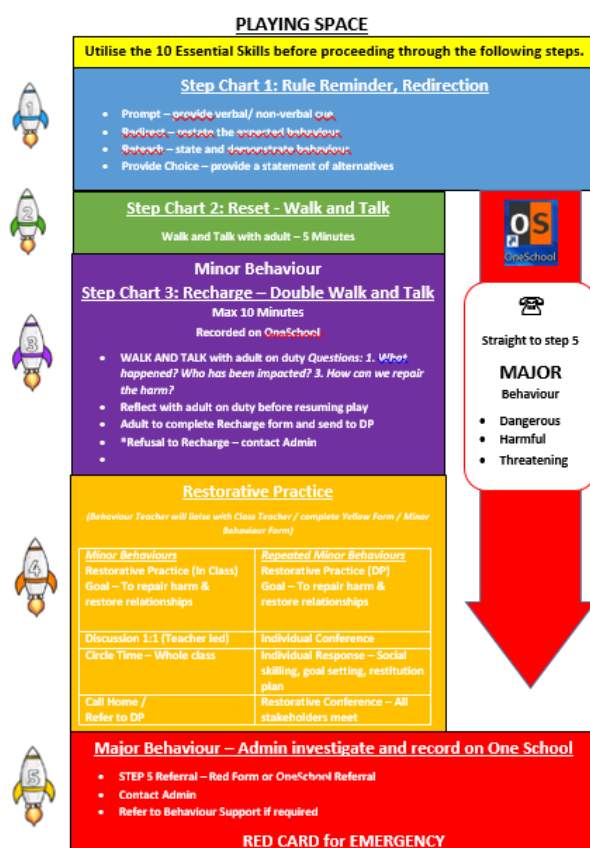 PLAYING SPACE
Utilise the 10 Essential Skills before proceeding through the following steps.
1
Step Chart 1: Rule Reminder, Redirection
• Prompt – provide verbal/ non-verbal cue
• Redirect – restate the expected behaviour
• Reteach – state and demonstrate behaviour
• Provide Choice – provide a statement of alternatives
2
Step Chart 2: Reset - Walk and Talk
Walk and Talk with adult – 5 Minutes
3
Minor Behaviour
Step Chart 3: Recharge – Double Walk and Talk
Max 10 Minutes
Recorded on OneSchool
• WALK AND TALK with adult on duty Questions: 1. What
happened? Who has been impacted? 3. How can we repair
the harm?
• Reflect with adult on duty before resuming play
• Adult to complete Recharge form and send to DP
• *Refusal to Recharge – contact Admin
•
OS
OneSchool
☎
Straight to step 5
MAJOR
Behaviour
• Dangerous
• Harmful
• Threatening
4
Restorative Practice
(Behaviour Teacher will liaise with Class Teacher / complete Yellow Form / Minor
Behaviour Form)
Minor Behaviours
Restorative Practice (In Class)
Goal – To repair harm &
restore relationships
Repeated Minor Behaviours
Restorative Practice (DP)
Goal – To repair harm &
restore relationships
Discussion 1:1 (Teacher led)
Individual Conference
Circle Time – Whole class
Individual Response – Social
skilling, goal setting, restitution
plan
Call Home /
Refer to DP
Restorative Conference – All
stakeholders meet
5
Major Behaviour – Admin investigate and record on One School
• STEP 5 Referral – Red Form or OneSchool Referral
• Contact Admin
• Refer to Behaviour Support if required
RED CARD for EMERGENCY